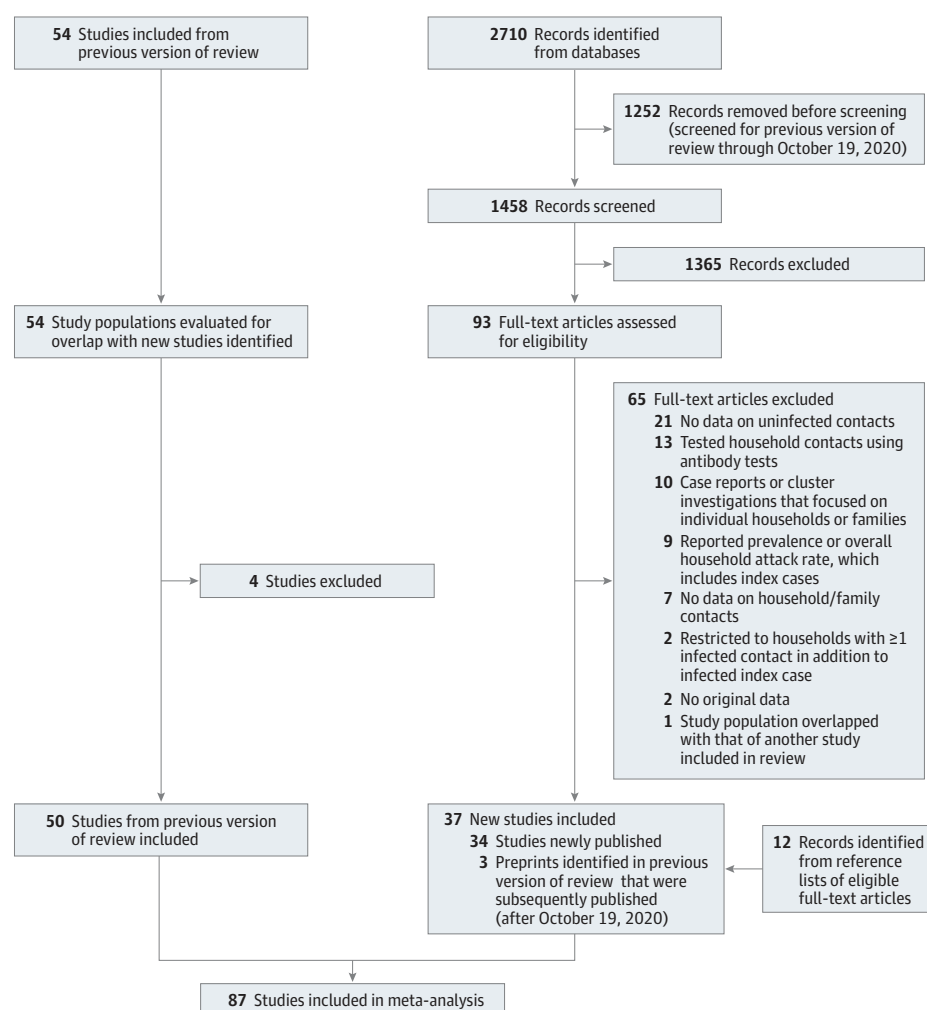 54 Studies included from
previous version of review
2710 Records identified
from databases
1252 Records removed before screening
(screened for previous version of
review through October 19, 2020)
1458 Records screened
1365 Records excluded
54 Study populations evaluated for
overlap with new studies identified
93 Full-text articles assessed
for eligibility
65 Full-text articles excluded
21 No data on uninfected contacts
13 Tested household contacts using
antibody tests
10 Case reports or cluster
investigations that focused on
individual households or families
9 Reported prevalence or overall
household attack rate, which
includes index cases
7 No data on household/family
contacts
2 Restricted to households with ≥1
infected contact in addition to
infected index case
2 No original data
1 Study population overlapped
with that of another study
included in review
4 Studies excluded
50 Studies from previous version
of review included
37 New studies included
34 Studies newly published
3 Preprints identified in previous
version of review that were
subsequently published
(after October 19, 2020)
12 Records identified
from reference
lists of eligible
full-text articles
87 Studies included in meta-analysis